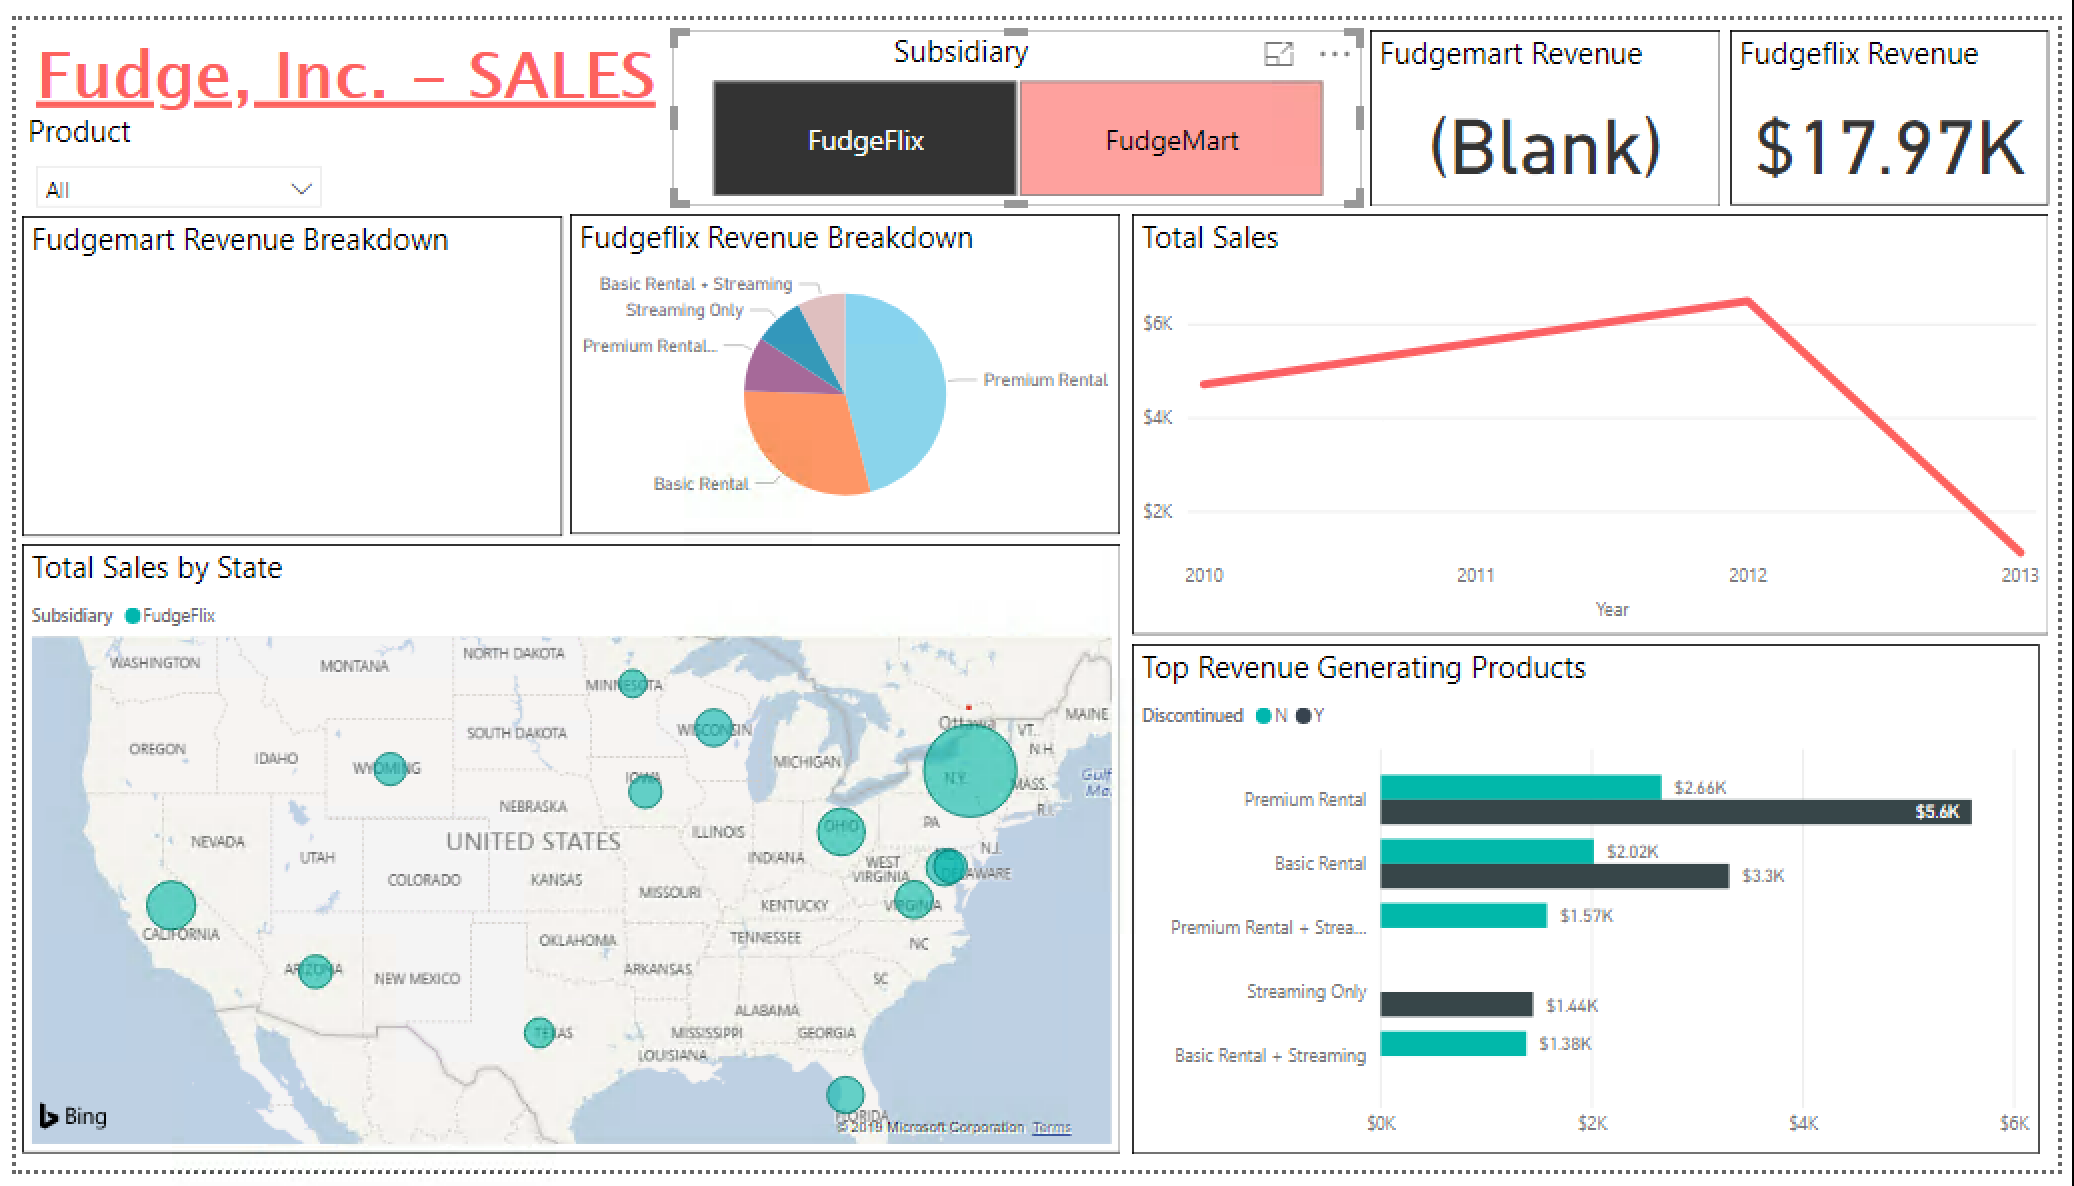 Fudge, Inc. – SALES
Product
All
Subsidiary
FudgeFlix
FudgeMart
Fudgemart Revenue
(Blank)
Fudgeflix Revenue
$17.97K
Fudgemart Revenue Breakdown
Fudgeflix Revenue Breakdown
Basic Rental + Streaming
Streaming Only
Premium Rental...
Premium Rental
Basic Rental
Total Sales
$6K
$4K
$2K
2010
2011
2012
2013
Year
Total Sales by State
Subsidiary
FudgeFlix
WASHINGTON
MONTANA
NORTH DAKOTA
MINNESOTA
OREGON
IDAHO
WYOMING
SOUTH DAKOTA
WISCONSIN
Ottawa
VT.
MAINE
N.H.
MICHIGAN
N.Y.
MASS.
R.I.
NEVADA
UTAH
NEBRASKA
IOWA
UNITED STATES
COLORADO
KANSAS
ILLINOIS
INDIANA
OHIO
PA
N.J.
WEST
VIRGINIA
DELAWARE
MISSOURI
KENTUCKY
VIRGINIA
CALIFORNIA
ARIZONA
NEW MEXICO
OKLAHOMA
ARKANSAS
TENNESSEE
NC
SC
TEXAS
LOUISIANA
MISSISSIPPI
ALABAMA
GEORGIA
FLORIDA
Bing
© 2019 Microsoft Corporation Terms
Top Revenue Generating Products
Discontinued
N
Y
Premium Rental
$2.66K
$5.6K
Basic Rental
$2.02K
$3.3K
Premium Rental + Strea...
$1.57K
Streaming Only
$1.44K
Basic Rental + Streaming
$1.38K
$0K
$2K
$4K
$6K